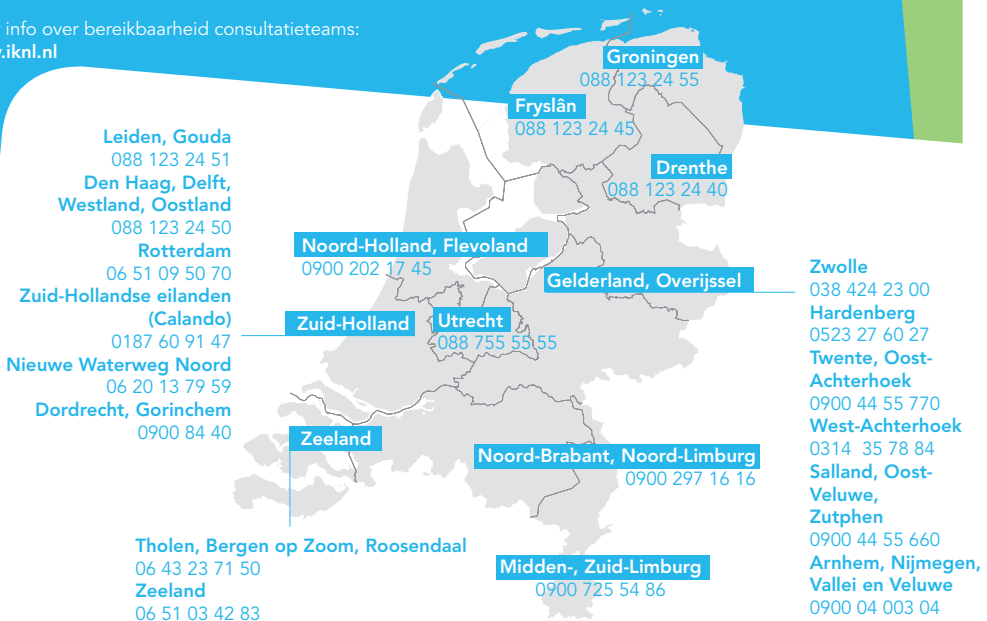 info over bereikbaarheid consultatieteams:
.iknl.nl
Groningen
088 123 24 55
Fryslân
088 123 24 45
Drenthe
088 123 24 40
Leiden, Gouda
088 123 24 51
Den Haag, Delft,
Westland, Oostland
088 123 24 50
Rotterdam
06 51 09 50 70
Zuid-Hollandse eilanden
(Calando)
0187 60 91 47
Nieuwe Waterweg Noord
06 20 13 79 59
Dordrecht, Gorinchem
0900 84 40
Noord-Holland, Flevoland
0900 202 17 45
Zuid-Holland
Utrecht
088 755 55 55
Gelderland, Overijssel
Zwolle
038 424 23 00
Hardenberg
0523 27 60 27
Twente, Oost-
Achterhoek
0900 44 55 770
West-Achterhoek
0314 35 78 84
Salland, Oost-
Veluwe,
Zutphen
0900 44 55 660
Arnhem, Nijmegen,
Vallei en Veluwe
0900 04 003 04
Zeeland
Noord-Brabant, Noord-Limburg
0900 297 16 16
Tholen, Bergen op Zoom, Roosendaal
06 43 23 71 50
Zeeland
06 51 03 42 83
Midden-, Zuid-Limburg
0900 725 54 86